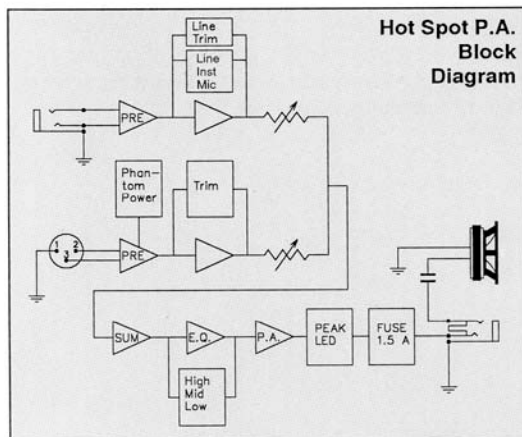 Hot Spot P.A.
Block
Diagram
Line
Trim
Line
Inst
Mic
PRE
Phan-
tom
Power
Trim
1 2
3
PRE
SUM
E.Q.
P.A.
PEAK
LED
FUSE
1.5 A
High
Mid
Low